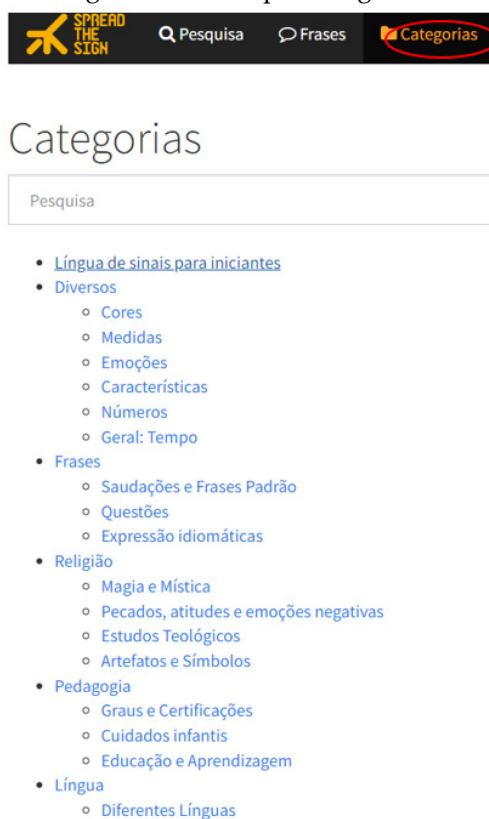 SPREAD
THE
SIGN
Pesquisa
Frases
Categorias
Categorias
Pesquisa
Língua de sinais para iniciantes
Diversos
Cores
Medidas
Emoções
Características
Números
Geral: Tempo
Frases
Saudações e Frases Padrão
Questões
Expressão idiomáticas
Religião
Magia e Mística
Pecados, atitudes e emoções negativas
Estudos Teológicos
Artefatos e Símbolos
Pedagogia
Graus e Certificações
Cuidados infantis
Educação e Aprendizagem
Língua
Diferentes Línguas